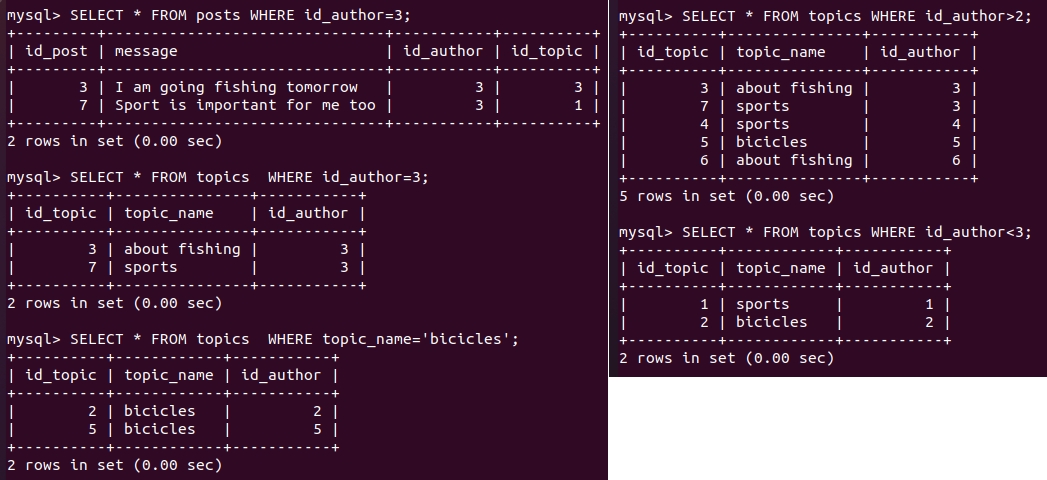 mysql> SELECT * FROM posts WHERE id_author=3;
+---------+-------------------------------+-----------+----------+
| id_post | message                       | id_author | id_topic |
+---------+-------------------------------+-----------+----------+
|       3 | I am going fishing tomorrow   |         3 |        3 |
|       7 | Sport is important for me too |         3 |        1 |
+---------+-------------------------------+-----------+----------+
2 rows in set (0.00 sec)

mysql> SELECT * FROM topics  WHERE id_author=3;
+----------+---------------+-----------+
| id_topic | topic_name    | id_author |
+----------+---------------+-----------+
|        3 | about fishing |         3 |
|        7 | sports        |         3 |
+----------+---------------+-----------+
2 rows in set (0.00 sec)

mysql> SELECT * FROM topics  WHERE topic_name='bicicles';
+----------+------------+-----------+
| id_topic | topic_name | id_author |
+----------+------------+-----------+
|        2 | bicicles   |         2 |
|        5 | bicicles   |         5 |
+----------+------------+-----------+
2 rows in set (0.00 sec)

mysql> SELECT * FROM topics WHERE id_author>2;
+----------+---------------+-----------+
| id_topic | topic_name    | id_author |
+----------+---------------+-----------+
|        3 | about fishing |         3 |
|        7 | sports        |         3 |
|        4 | sports        |         4 |
|        5 | bicicles      |         5 |
|        6 | about fishing |         6 |
+----------+---------------+-----------+
5 rows in set (0.00 sec)

mysql> SELECT * FROM topics WHERE id_author<3;
+----------+------------+-----------+
| id_topic | topic_name | id_author |
+----------+------------+-----------+
|        1 | sports     |         1 |
|        2 | bicicles   |         2 |
+----------+------------+-----------+
2 rows in set (0.00 sec)